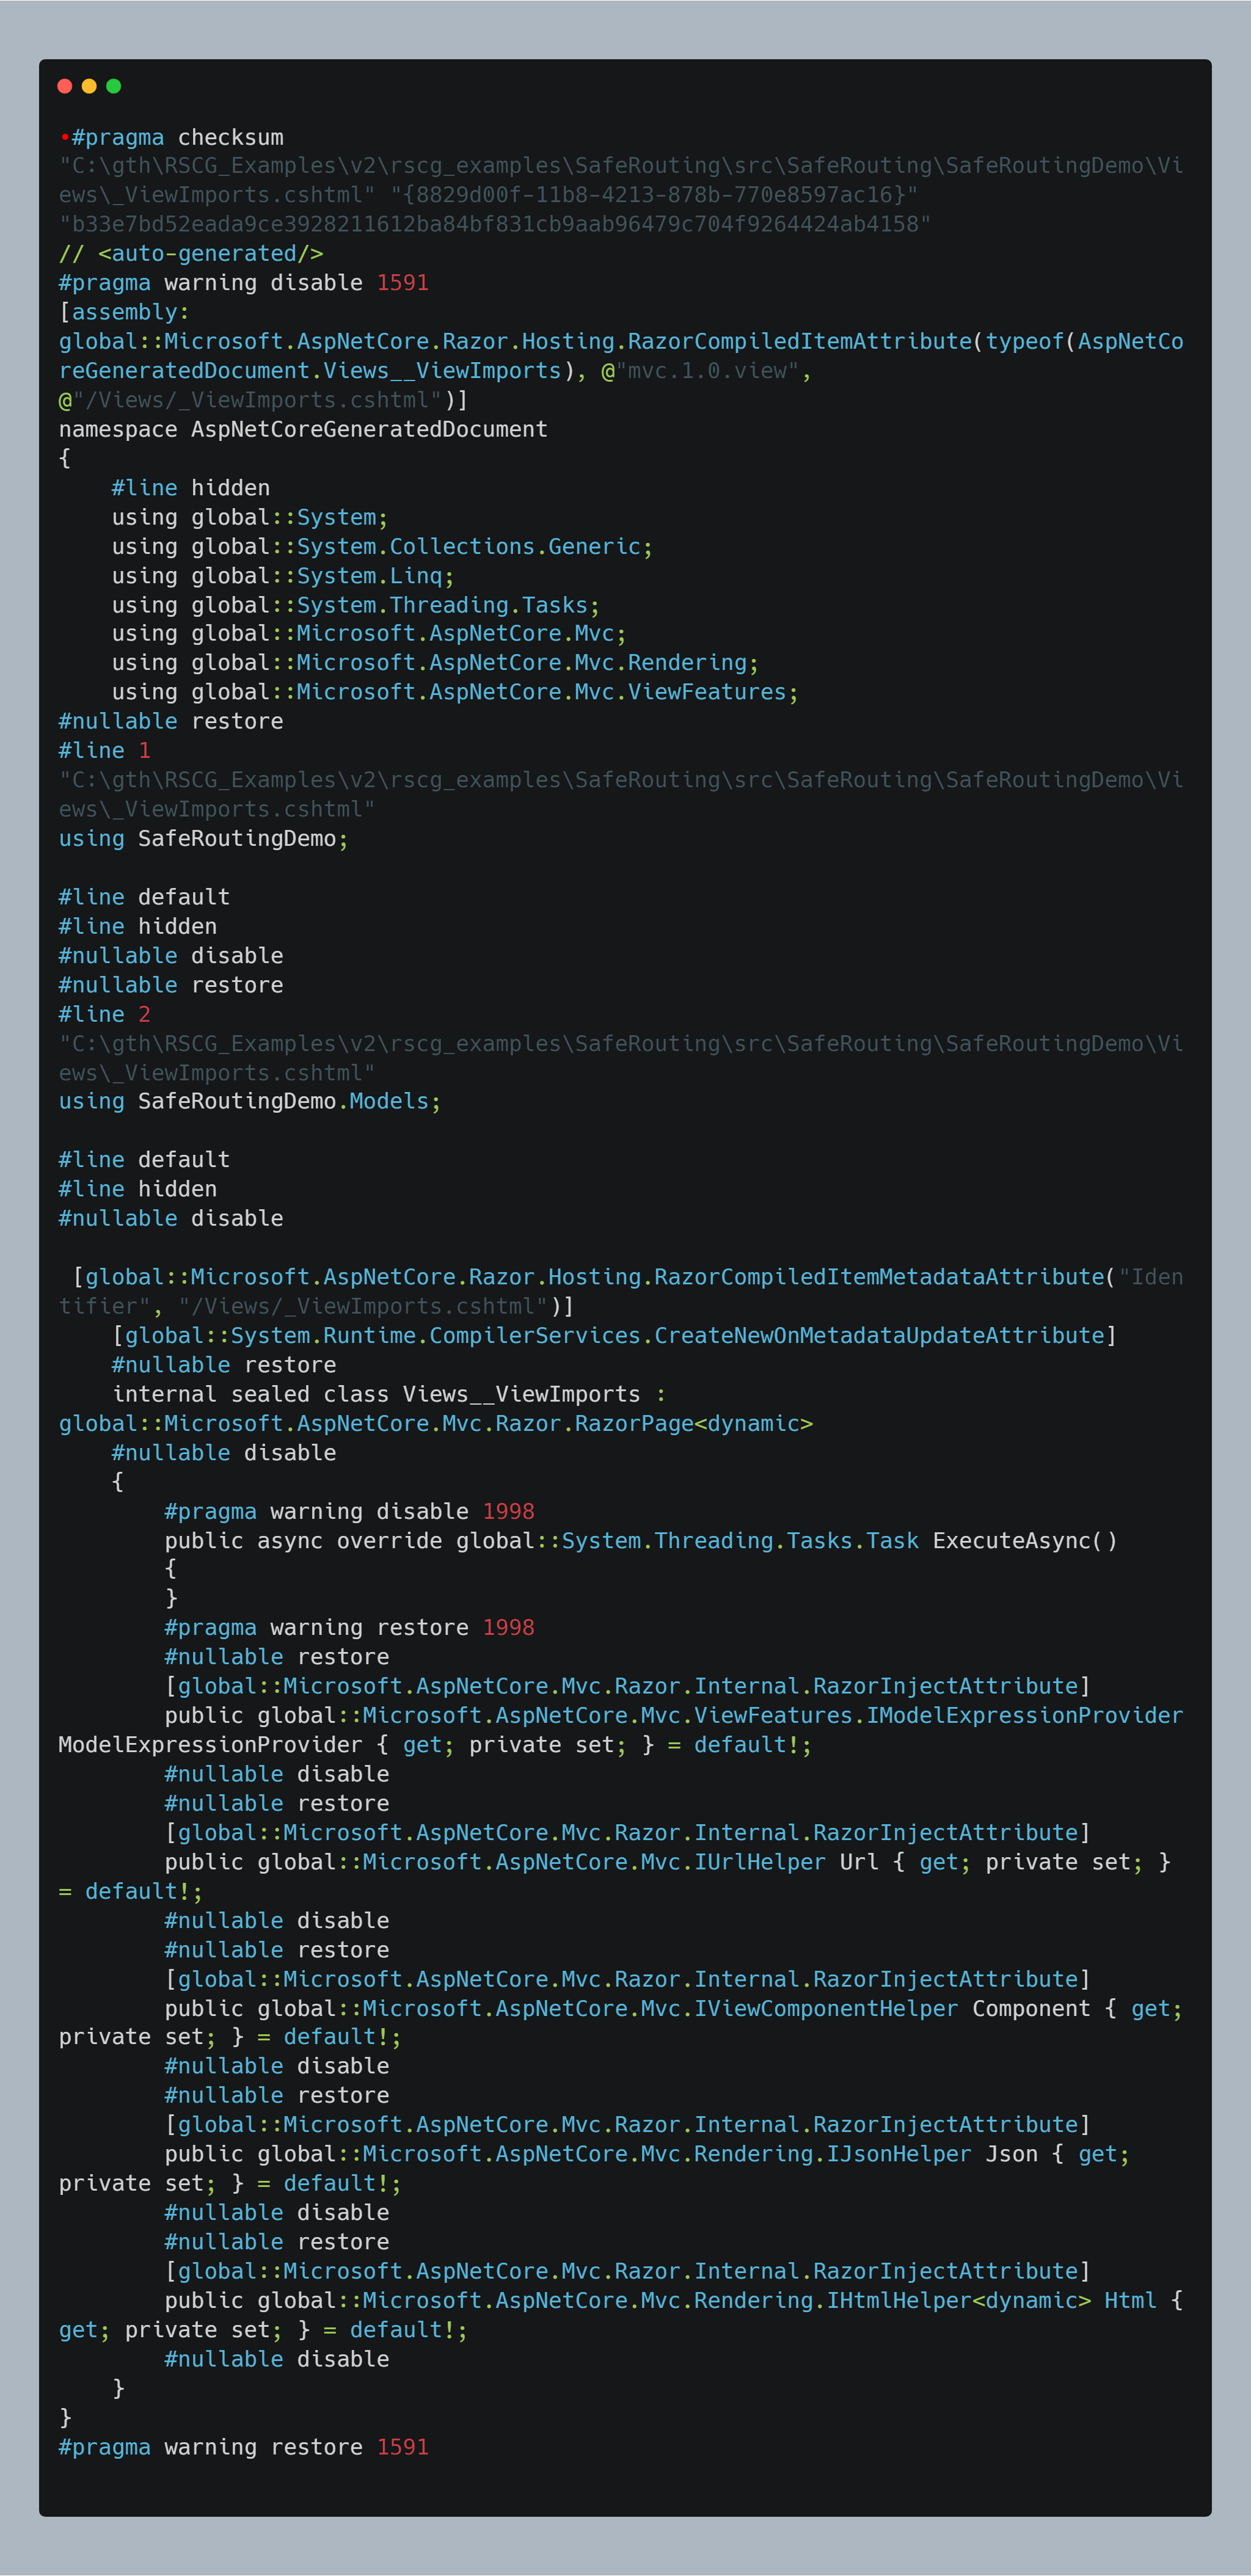 •#pragma checksum
"C:\gth\RSCG_Examples\v2\rscg_examples\SafeRouting\src\SafeRouting\SafeRoutingDemo\Vi
ews\_ViewImports.cshtml" "{8829d00f-11b8-4213-878b-770e8597ac16}"
"b33e7bd52eada9ce3928211612ba84bf831cb9aab96479c704f9264424ab4158"
// <auto-generated/>
#pragma warning disable 1591
[assembly:
global::Microsoft.AspNetCore.Razor.Hosting.RazorCompiledItemAttribute(typeof(AspNetCo
reGeneratedDocument.Views__ViewImports), @"mvc.1.0.view",
@"/Views/_ViewImports.cshtml")]
namespace AspNetCoreGeneratedDocument
{
    #line hidden
    using global::System;
    using global::System.Collections.Generic;
    using global::System.Linq;
    using global::System.Threading.Tasks;
    using global::Microsoft.AspNetCore.Mvc;
    using global::Microsoft.AspNetCore.Mvc.Rendering;
    using global::Microsoft.AspNetCore.Mvc.ViewFeatures;
#nullable restore
#line 1
"C:\gth\RSCG_Examples\v2\rscg_examples\SafeRouting\src\SafeRouting\SafeRoutingDemo\Vi
ews\_ViewImports.cshtml"
using SafeRoutingDemo;

#line default
#line hidden
#nullable disable
#nullable restore
#line 2
"C:\gth\RSCG_Examples\v2\rscg_examples\SafeRouting\src\SafeRouting\SafeRoutingDemo\Vi
ews\_ViewImports.cshtml"
using SafeRoutingDemo.Models;

#line default
#line hidden
#nullable disable

 [global::Microsoft.AspNetCore.Razor.Hosting.RazorCompiledItemMetadataAttribute("Iden
tifier", "/Views/_ViewImports.cshtml")]
    [global::System.Runtime.CompilerServices.CreateNewOnMetadataUpdateAttribute]
    #nullable restore
    internal sealed class Views__ViewImports :
global::Microsoft.AspNetCore.Mvc.Razor.RazorPage<dynamic>
    #nullable disable
    {
        #pragma warning disable 1998
        public async override global::System.Threading.Tasks.Task ExecuteAsync()
        {
        }
        #pragma warning restore 1998
        #nullable restore
        [global::Microsoft.AspNetCore.Mvc.Razor.Internal.RazorInjectAttribute]
        public global::Microsoft.AspNetCore.Mvc.ViewFeatures.IModelExpressionProvider
ModelExpressionProvider { get; private set; } = default!;
        #nullable disable
        #nullable restore
        [global::Microsoft.AspNetCore.Mvc.Razor.Internal.RazorInjectAttribute]
        public global::Microsoft.AspNetCore.Mvc.IUrlHelper Url { get; private set; }
= default!;
        #nullable disable
        #nullable restore
        [global::Microsoft.AspNetCore.Mvc.Razor.Internal.RazorInjectAttribute]
        public global::Microsoft.AspNetCore.Mvc.IViewComponentHelper Component { get;
private set; } = default!;
        #nullable disable
        #nullable restore
        [global::Microsoft.AspNetCore.Mvc.Razor.Internal.RazorInjectAttribute]
        public global::Microsoft.AspNetCore.Mvc.Rendering.IJsonHelper Json { get;
private set; } = default!;
        #nullable disable
        #nullable restore
        [global::Microsoft.AspNetCore.Mvc.Razor.Internal.RazorInjectAttribute]
        public global::Microsoft.AspNetCore.Mvc.Rendering.IHtmlHelper<dynamic> Html {
get; private set; } = default!;
        #nullable disable
    }
}
#pragma warning restore 1591